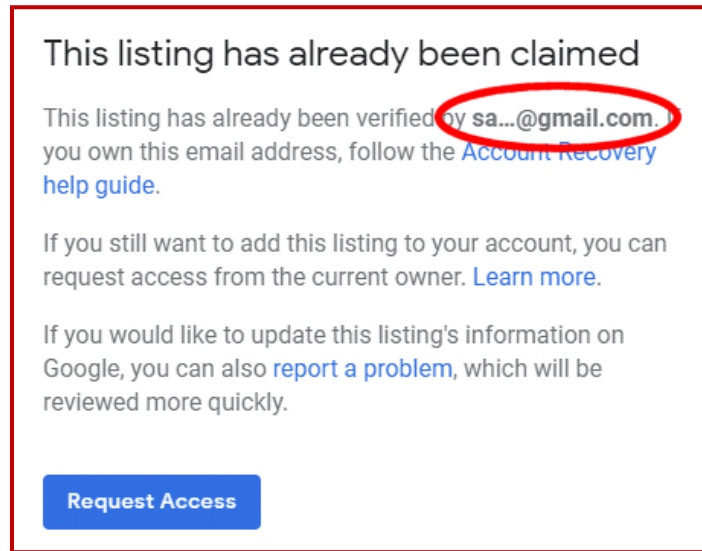 This listing has already been claimed
This listing has already been verified by sa...@gmail.com. If
you own this email address, follow the Account Recovery
help guide.
If you still want to add this listing to your account, you can
request access from the current owner. Learn more.
If you would like to update this listing's information on
Google, you can also report a problem, which will be
reviewed more quickly.
Request Access